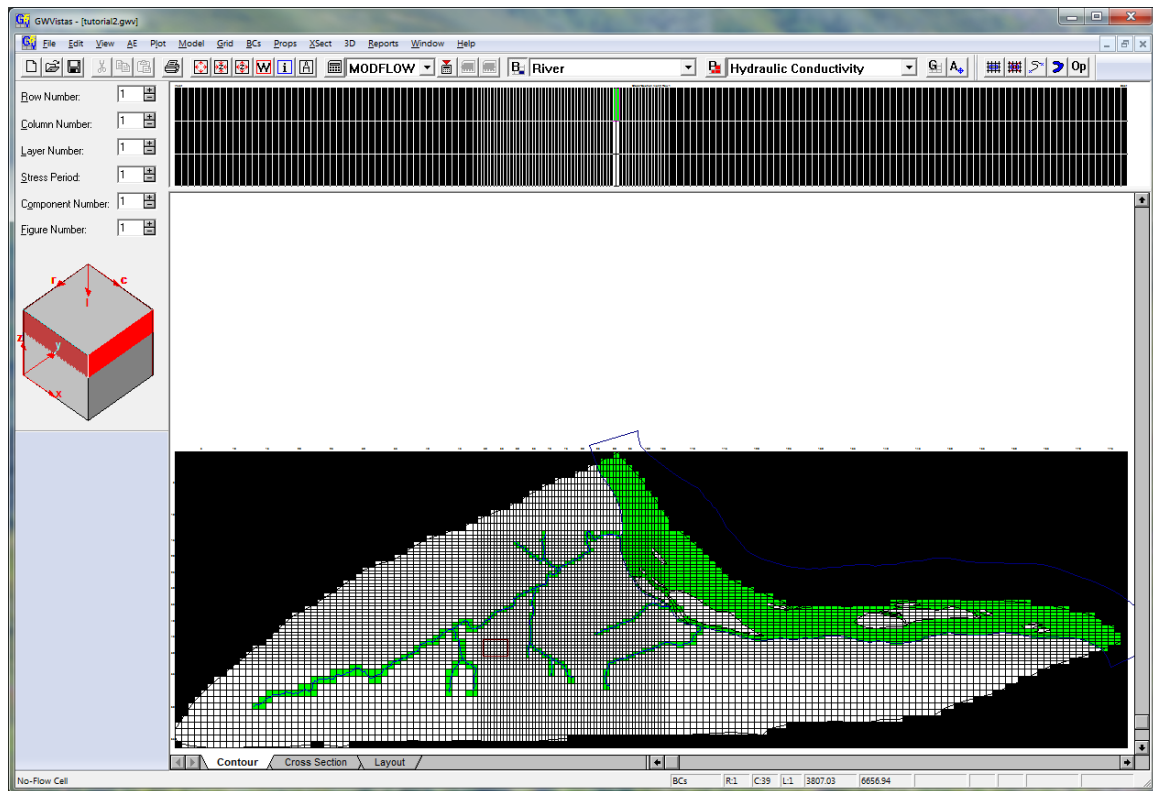 GWVistas - [tutorial2.gwv]
File Edit View AE Plot Model Grid BCs Props XSect 3D Reports Window Help
W i A MODFLOW B River P Hydraulic Conductivity G A Op
Row Number: 1
Column Number: 1
Layer Number: 1
Stress Period: 1
Component Number: 1
Figure Number: 1
r c
l
z y
x
Contour Cross Section Layout
No-Flow Cell BCs R:1 C:39 L:1 3807.03 6656.94